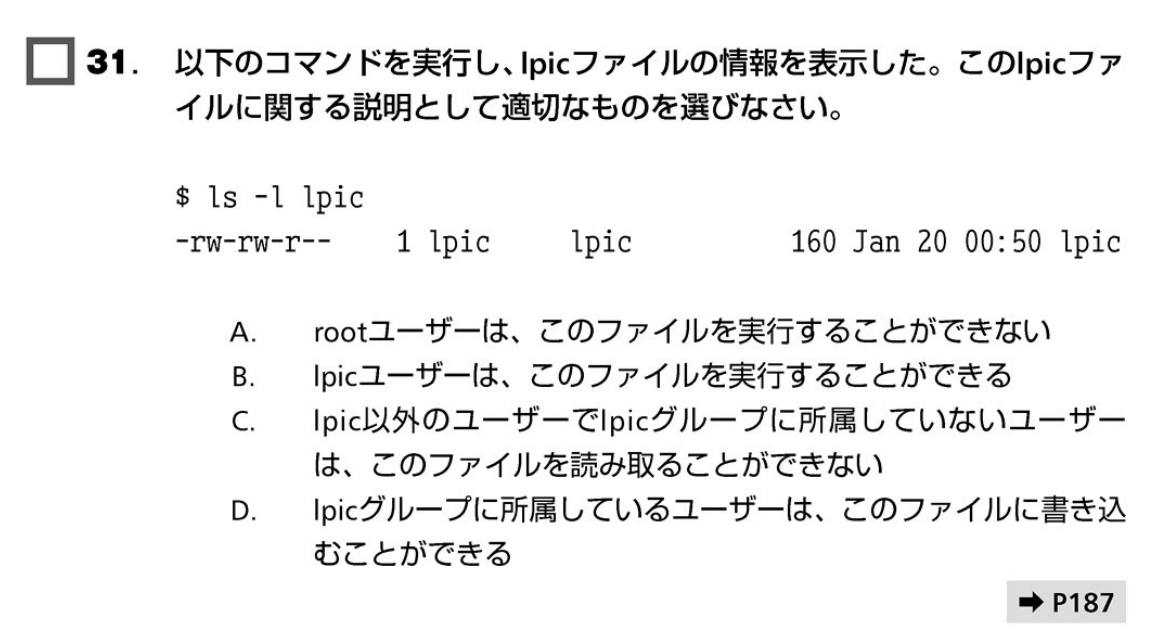 31. 以下のコマンドを実行し、lpicファイルの情報を表示した。このlpicファ
イルに関する説明として適切なものを選びなさい。
$ ls -l lpic
-rw-rw-r-- 1 lpic lpic 160 Jan 20 00:50 lpic
A. rootユーザーは、このファイルを実行することができない
B. lpicユーザーは、このファイルを実行することができる
C. lpic以外のユーザーでlpicグループに所属していないユーザー
は、このファイルを読み取ることができない
D. lpicグループに所属しているユーザーは、このファイルに書き込
むことができる
➡ P187